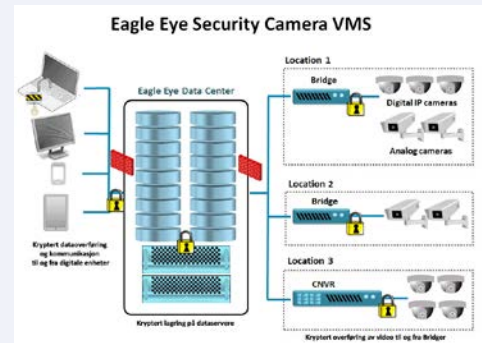 Eagle Eye Security Camera VMS
Eagle Eye Data Center
Kryptert dataoverføring
og kommunikasjon
til og fra digitale enheter
Kryptert lagring på dataservere
Location 1
Bridge
Digital IP cameras
Analog cameras
Location 2
Bridge
Location 3
CNVR
Kryptert overføring av video til og fra Bridger